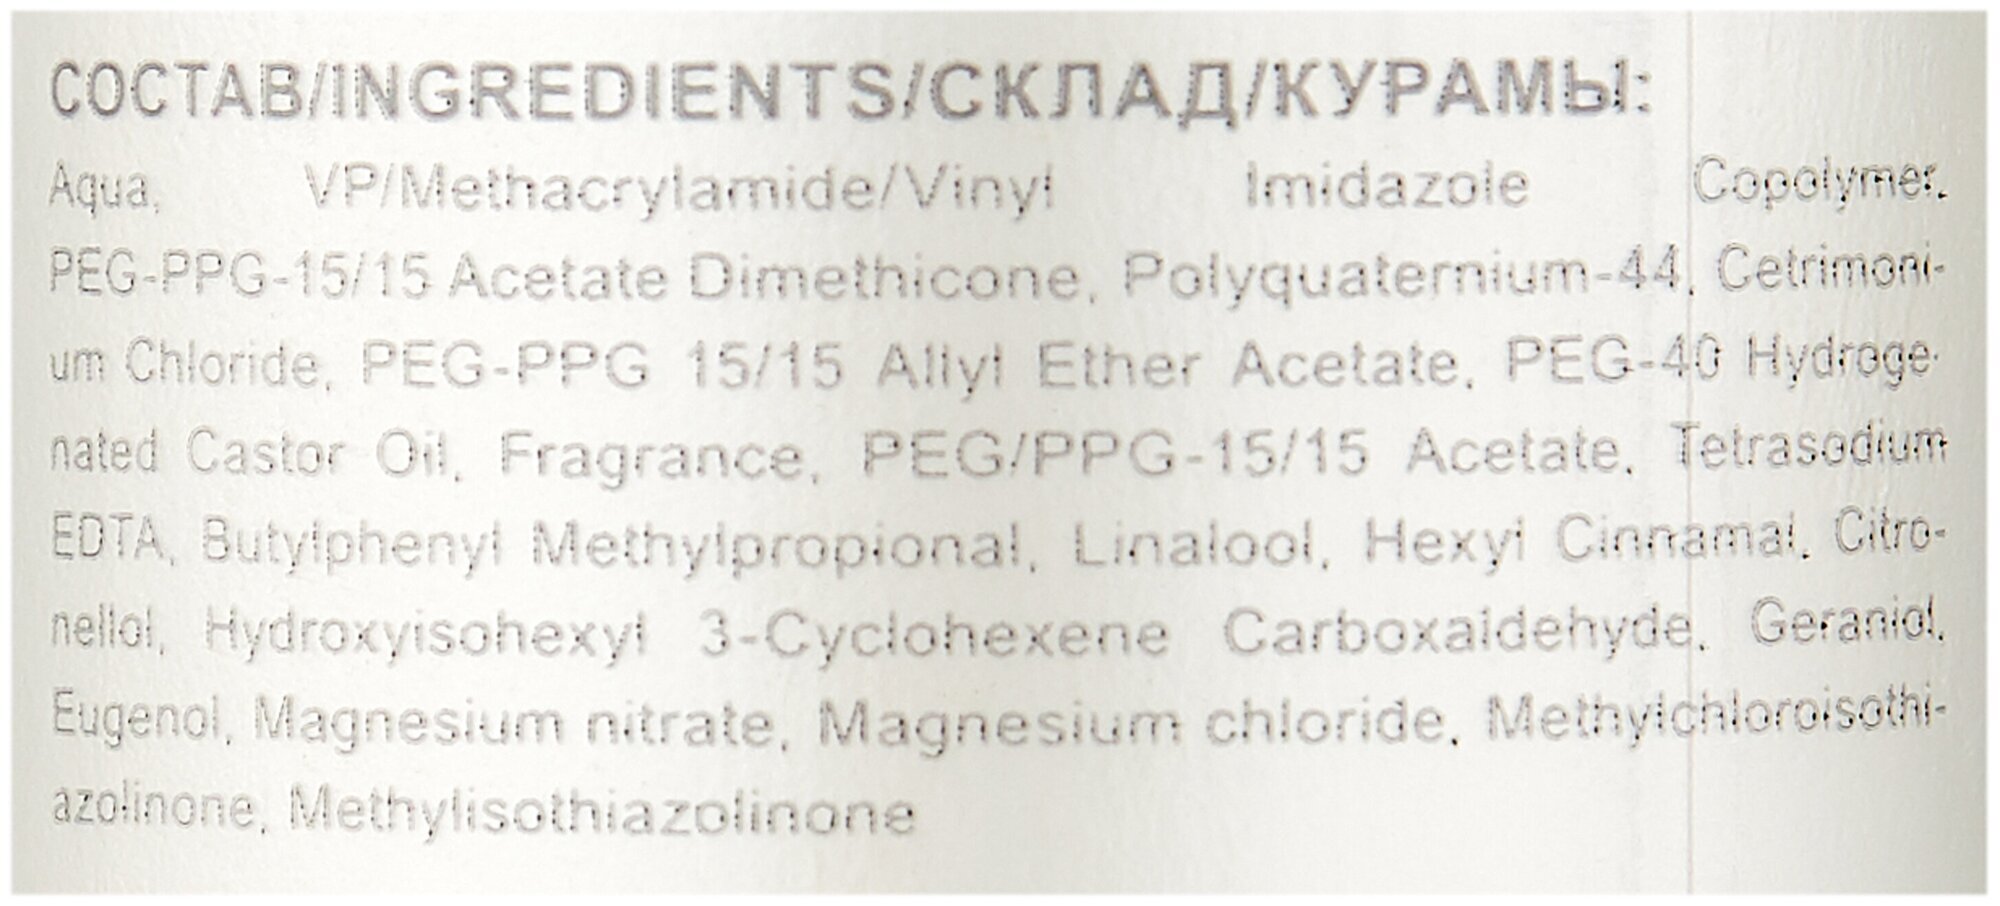 СОСТАВ/INGREDIENTS/СКЛАД/КУРАМЫ:
Aqua, VP/Methacrylamide/Vinyl Imidazole Copolymer,
PEG-PPG-15/15 Acetate Dimethicone, Polyquaternium-44, Cetrimoni-
um Chloride, PEG-PPG 15/15 Allyl Ether Acetate, PEG-40 Hydroge-
nated Castor Oil, Fragrance, PEG/PPG-15/15 Acetate, Tetrasodium
EDTA, Butylphenyl Methylpropional, Linalool, Hexyl Cinnamal, Citro-
nellol, Hydroxyisohexyl 3-Cyclohexene Carboxaldehyde, Geraniol,
Eugenol, Magnesium nitrate, Magnesium chloride, Methylchloroisothi-
azolinone, Methylisothiazolinone